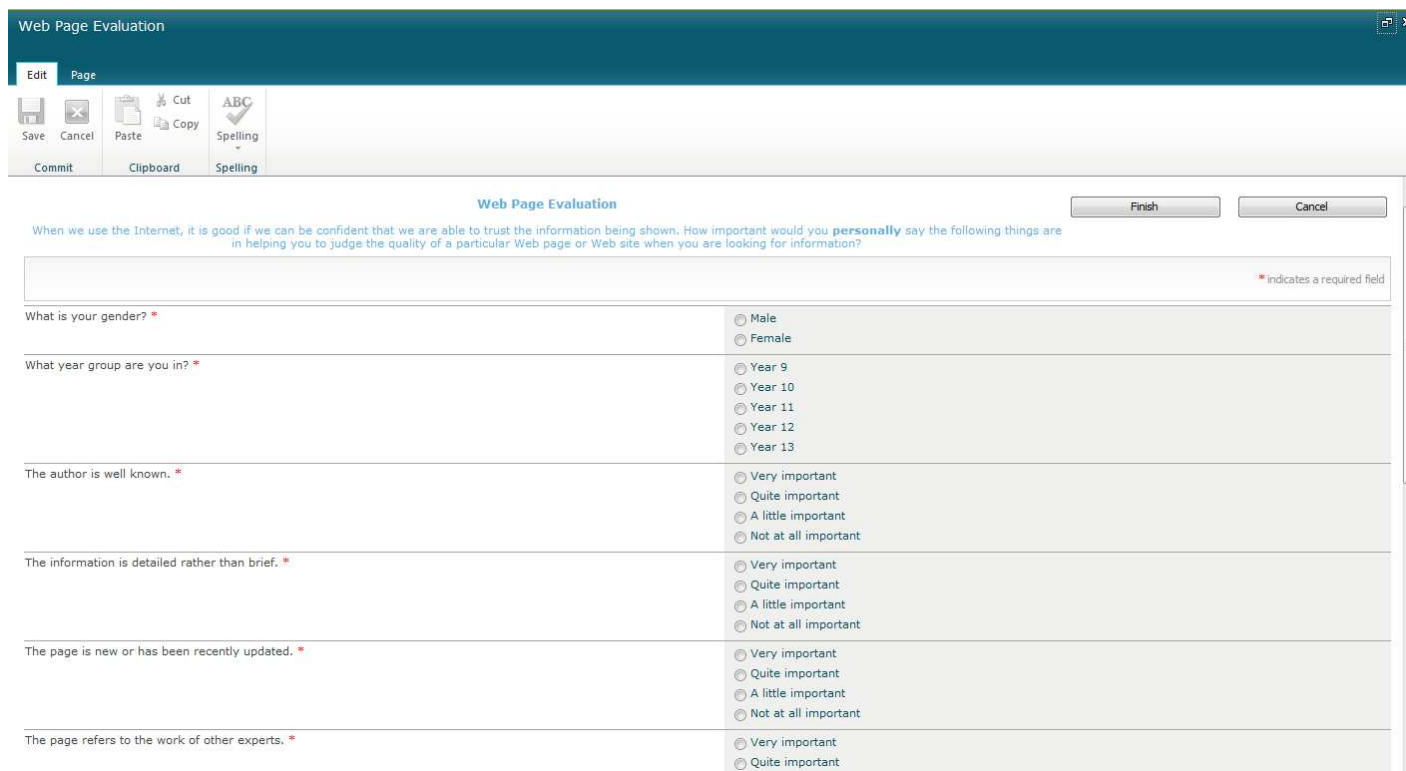 Web Page Evaluation
Edit Page
Save Cancel Paste Cut Copy ABC Spelling
Commit Clipboard Spelling
Web Page Evaluation
Finish Cancel
When we use the Internet, it is good if we can be confident that we are able to trust the information being shown. How important would you personally say the following things are
in helping you to judge the quality of a particular Web page or Web site when you are looking for information?
* indicates a required field
What is your gender? *
Male
Female
What year group are you in? *
Year 9
Year 10
Year 11
Year 12
Year 13
The author is well known. *
Very important
Quite important
A little important
Not at all important
The information is detailed rather than brief. *
Very important
Quite important
A little important
Not at all important
The page is new or has been recently updated. *
Very important
Quite important
A little important
Not at all important
The page refers to the work of other experts. *
Very important
Quite important